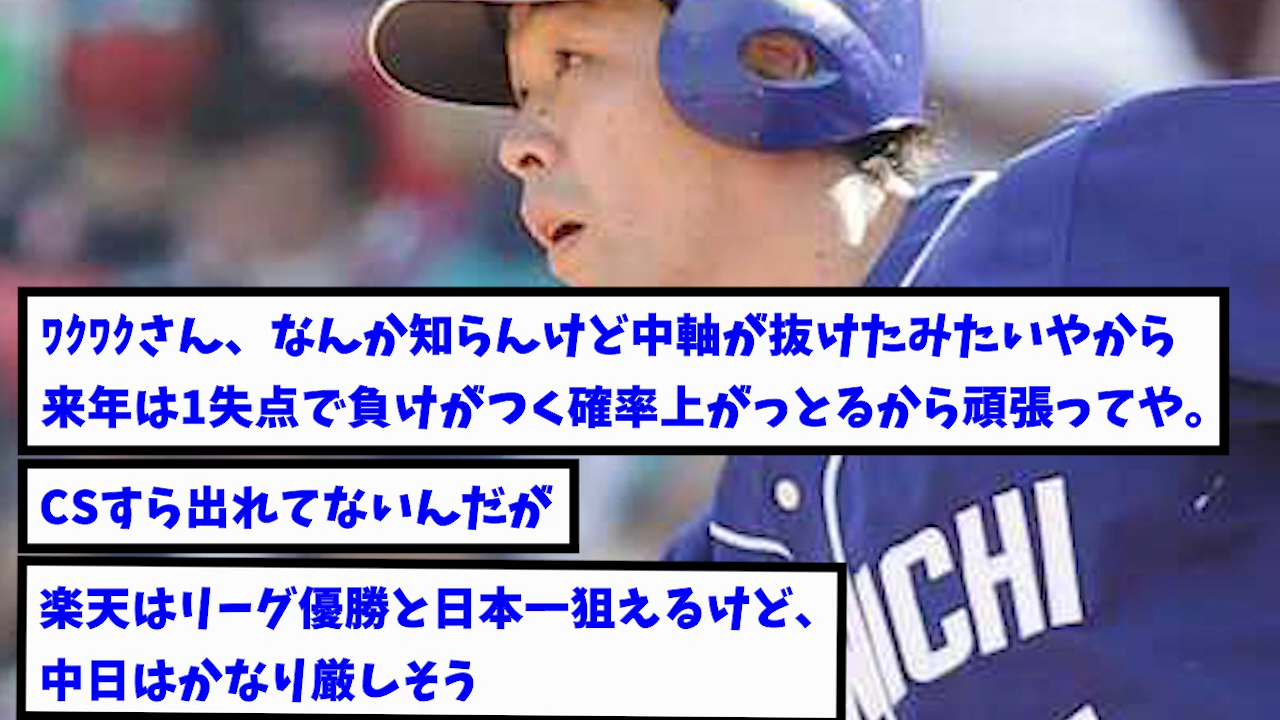 ﾜｸﾜｸさん、なんか知らんけど中軸が抜けたみたいやから
来年は1失点で負けがつく確率上がっとるから頑張ってや。
CSすら出れてないんだが
楽天はリーグ優勝と日本一狙えるけど、
中日はかなり厳しそう
NICHI